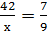 42/x = 7/9